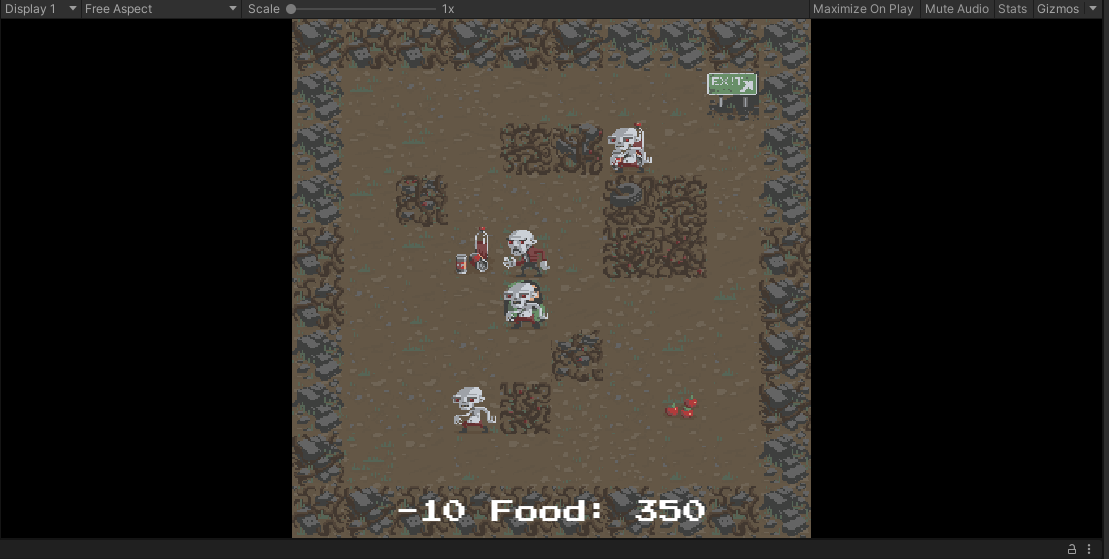 Display 1 Free Aspect Scale 1x Maximize On Play Mute Audio Stats Gizmos
EXIT
-10 Food: 350